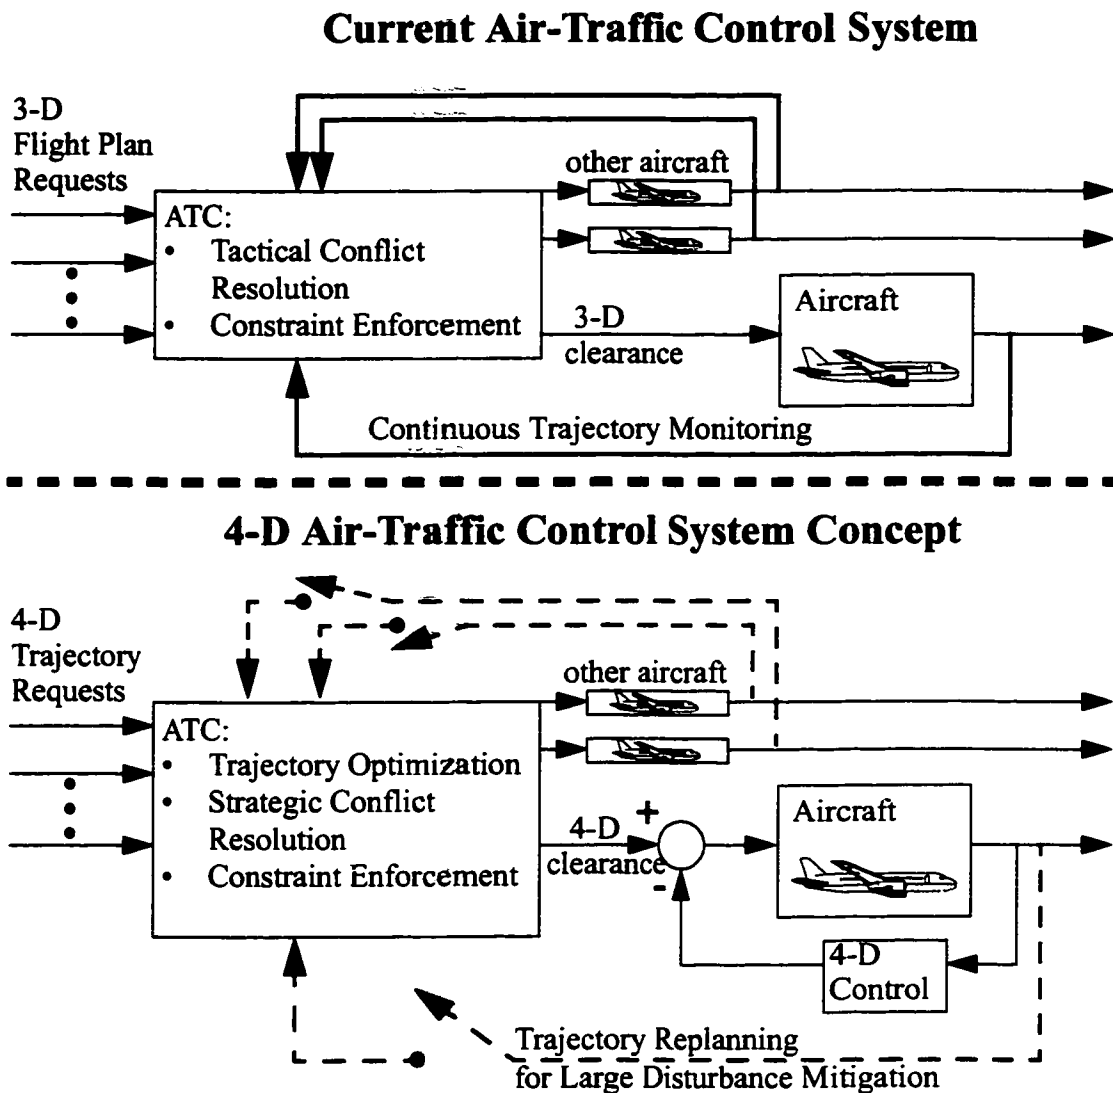 Current Air-Traffic Control System
3-D
Flight Plan
Requests
other aircraft
ATC:
• Tactical Conflict
Resolution
• Constraint Enforcement
3-D
clearance
Aircraft
Continuous Trajectory Monitoring
4-D Air-Traffic Control System Concept
4-D
Trajectory
Requests
other aircraft
ATC:
• Trajectory Optimization
• Strategic Conflict
Resolution
• Constraint Enforcement
4-D
clearance
+
-
Aircraft
4-D
Control
Trajectory Replanning
for Large Disturbance Mitigation